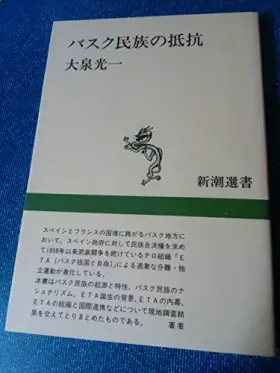 バスク民族の抵抗
大泉光一
新潮選書
スペインとフランスの国境に跨がるバスク地方に
おいて、スペイン政府に対して民族自決権を求め
て1959年以来武装闘争を続けているテロ組織「E
TA（バスク祖国と自由）」による過激な分離・独
立運動が激化している。
本書はバスク民族の起源と特性、バスク民族のナ
ショナリズム、ETA誕生の背景、ETAの内幕、
ETAの組織と国際連携などについて現地調査結
果を交えてとりまとめたものである。 著者